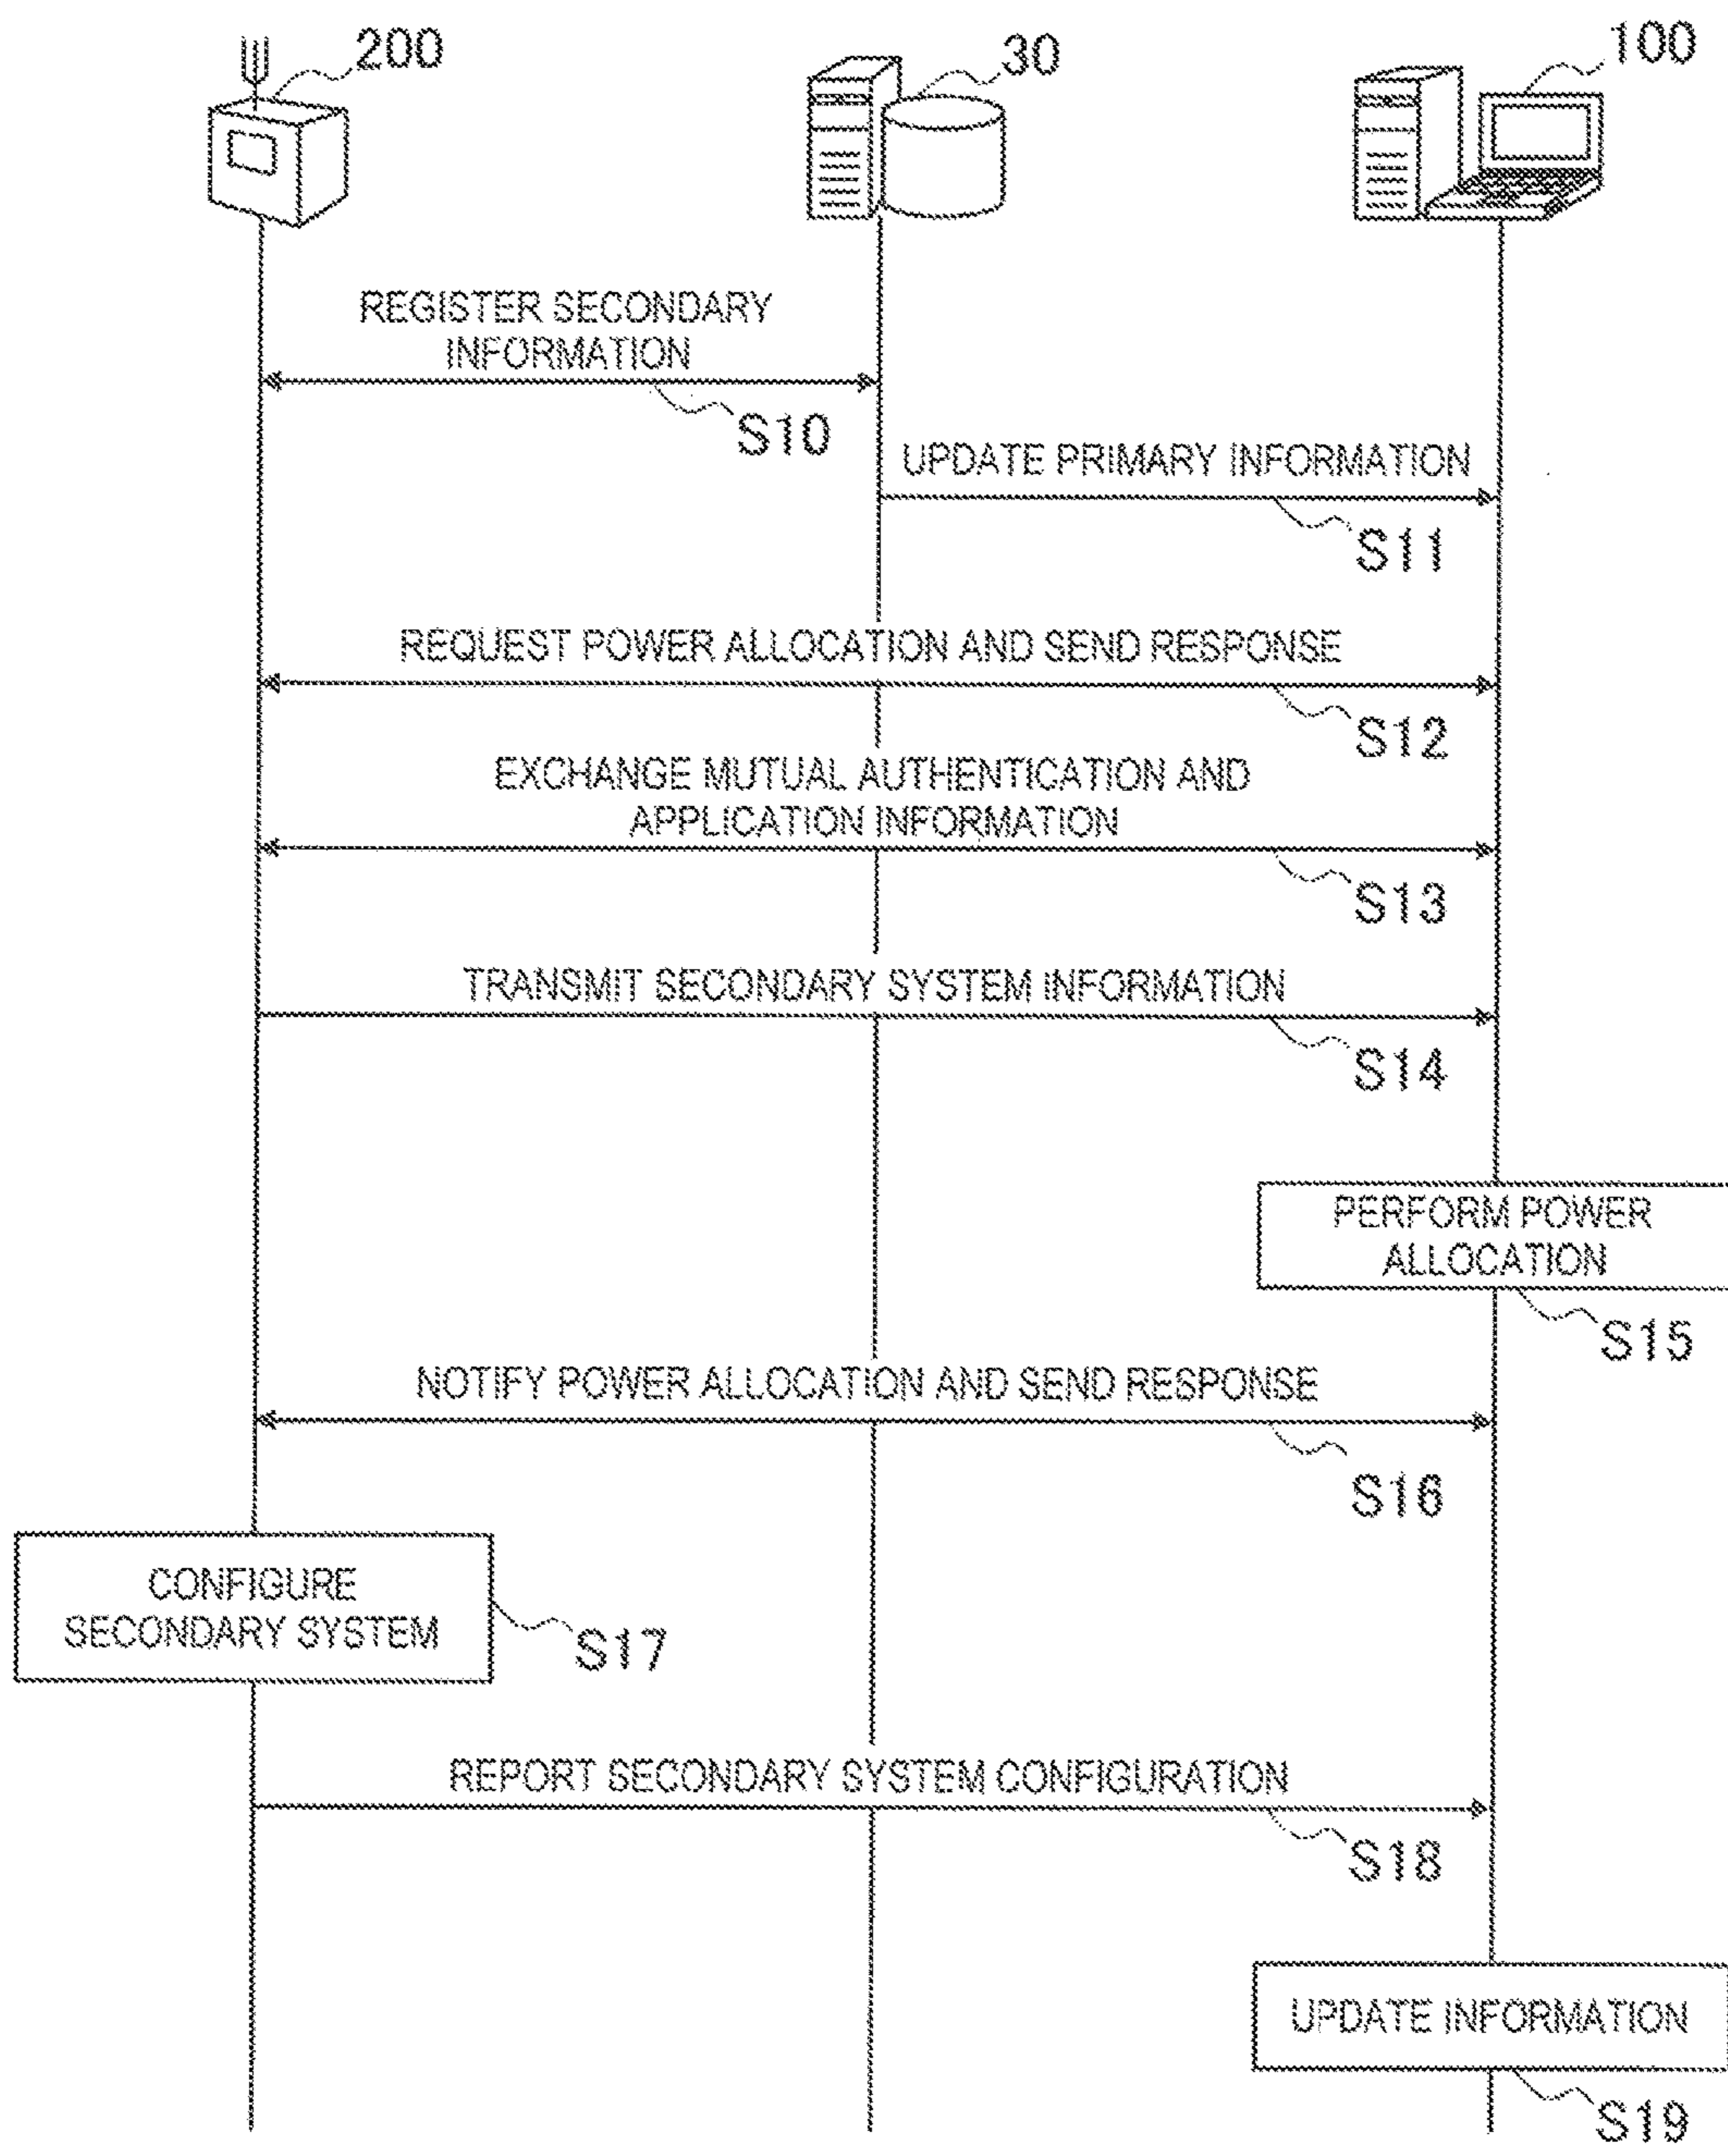 200
30
100
REGISTER SECONDARY
INFORMATION
S10
UPDATE PRIMARY INFORMATION
S11
REQUEST POWER ALLOCATION AND SEND RESPONSE
S12
EXCHANGE MUTUAL AUTHENTICATION AND
APPLICATION INFORMATION
S13
TRANSMIT SECONDARY SYSTEM INFORMATION
S14
PERFORM POWER
ALLOCATION
S15
NOTIFY POWER ALLOCATION AND SEND RESPONSE
S16
CONFIGURE
SECONDARY SYSTEM
S17
REPORT SECONDARY SYSTEM CONFIGURATION
S18
UPDATE INFORMATION
S19